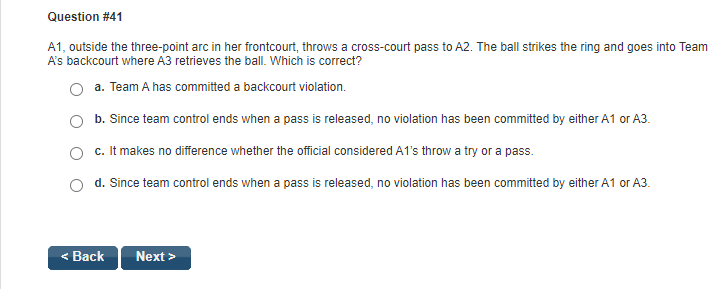 Question #41
A1, outside the three-point arc in her frontcourt, throws a cross-court pass to A2. The ball strikes the ring and goes into Team
A's backcourt where A3 retrieves the ball. Which is correct?
a. Team A has committed a backcourt violation.
b. Since team control ends when a pass is released, no violation has been committed by either A1 or A3.
c. It makes no difference whether the official considered A1's throw a try or a pass.
d. Since team control ends when a pass is released, no violation has been committed by either A1 or A3.
< Back Next >